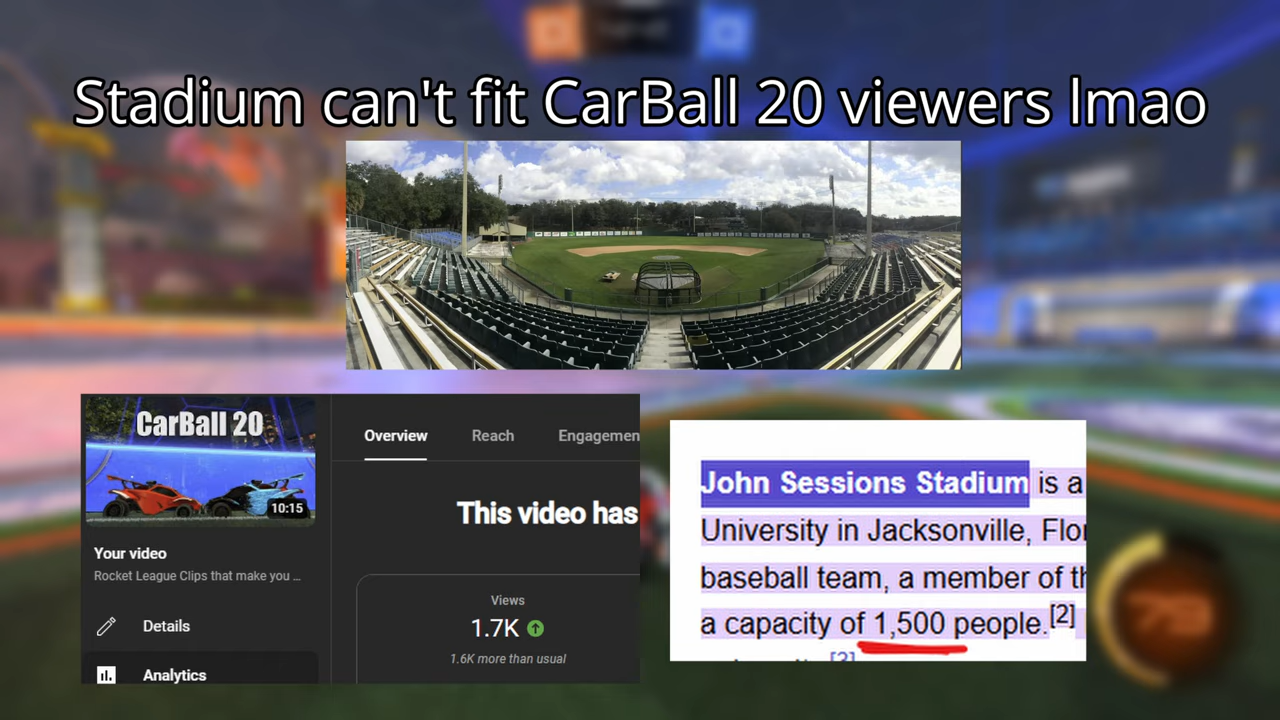 Stadium can't fit CarBall 20 viewers lmao
CarBall 20
10:15
Your video
Rocket League Clips that make you ...
Details
Analytics
Overview Reach Engagemen
This video has
Views
1.7K
1.6K more than usual
John Sessions Stadium is a
University in Jacksonville, Flor
baseball team, a member of th
a capacity of 1,500 people.[2]
[3]